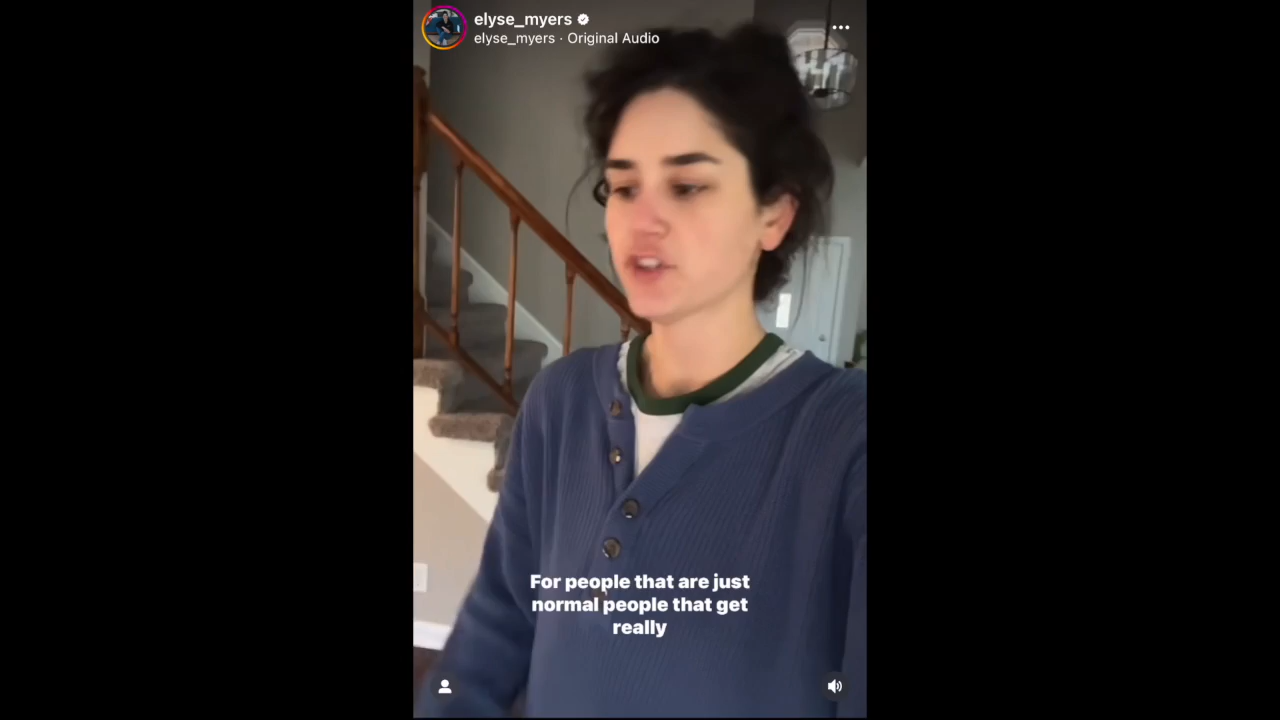 elyse_myers
elyse_myers · Original Audio
For people that are just
normal people that get
really